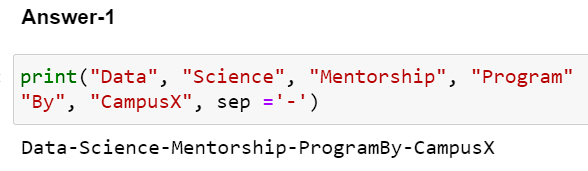 Answer-1
print("Data", "Science", "Mentorship", "Program"
"By", "CampusX", sep ='-')
Data-Science-Mentorship-ProgramBy-CampusX